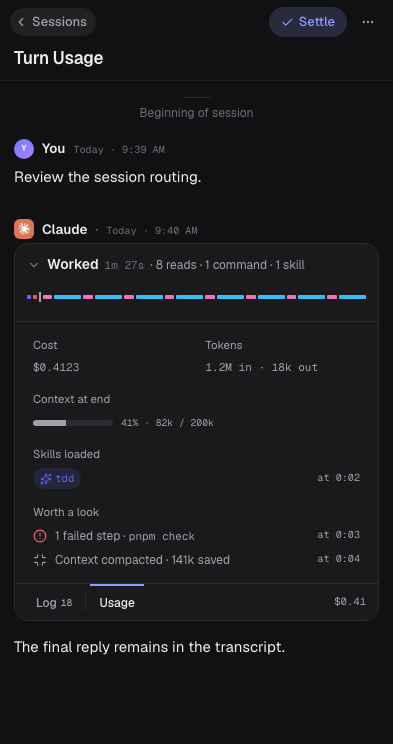 Sessions
Settle
Turn Usage
Beginning of session
Y You Today · 9:39 AM
Review the session routing.
Claude · Today · 9:40 AM
Worked 1m 27s · 8 reads · 1 command · 1 skill
Cost Tokens
$0.4123 1.2M in · 18k out
Context at end
41% · 82k / 200k
Skills loaded
tdd at 0:02
Worth a look
1 failed step · pnpm check at 0:03
Context compacted · 141k saved at 0:04
Log 18 Usage $0.41
The final reply remains in the transcript.